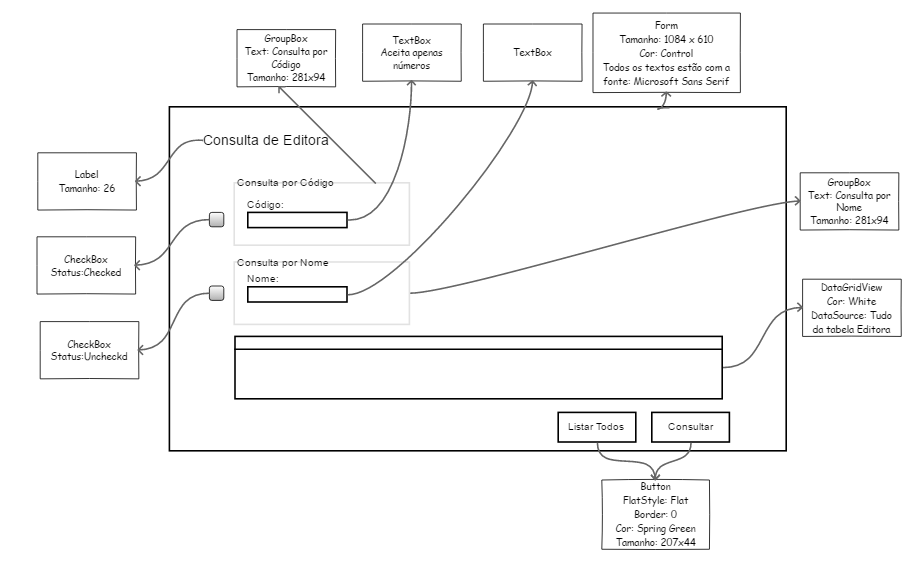 GroupBox
Text: Consulta por
Código
Tamanho: 281x94
TextBox
Aceita apenas
números
TextBox
Form
Tamanho: 1084 x 610
Cor: Control
Todos os textos estão com a
fonte: Microsoft Sans Serif
Consulta de Editora
Label
Tamanho: 26
Consulta por Código
Código:
GroupBox
Text: Consulta por
Nome
Tamanho: 281x94
CheckBox
Status:Checked
Consulta por Nome
Nome:
DataGridView
Cor: White
DataSource: Tudo
da tabela Editora
CheckBox
Status:Uncheckd
Listar Todos
Consultar
Button
FlatStyle: Flat
Border: 0
Cor: Spring Green
Tamanho: 207x44